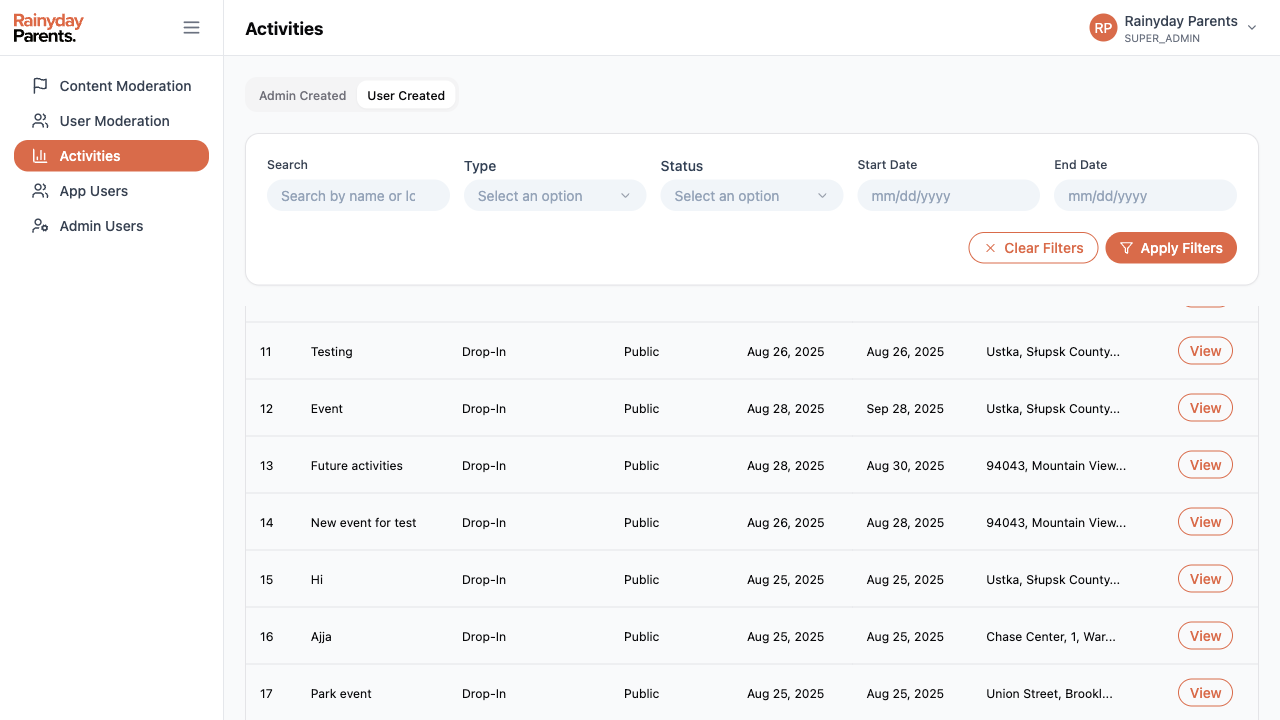 Rainyday
Parents.
Activities
RP
Rainyday Parents
SUPER_ADMIN
Content Moderation
User Moderation
Activities
App Users
Admin Users
Admin Created
User Created
Search
Type
Status
Start Date
End Date
Search by name or lc
Select an option
Select an option
mm/dd/yyyy
mm/dd/yyyy
Clear Filters
Apply Filters
11 Testing Drop-In Public Aug 26, 2025 Aug 26, 2025 Ustka, Słupsk County... View
12 Event Drop-In Public Aug 28, 2025 Sep 28, 2025 Ustka, Słupsk County... View
13 Future activities Drop-In Public Aug 28, 2025 Aug 30, 2025 94043, Mountain View... View
14 New event for test Drop-In Public Aug 26, 2025 Aug 28, 2025 94043, Mountain View... View
15 Hi Drop-In Public Aug 25, 2025 Aug 25, 2025 Ustka, Słupsk County... View
16 Ajja Drop-In Public Aug 25, 2025 Aug 25, 2025 Chase Center, 1, War... View
17 Park event Drop-In Public Aug 25, 2025 Aug 25, 2025 Union Street, Brookl... View